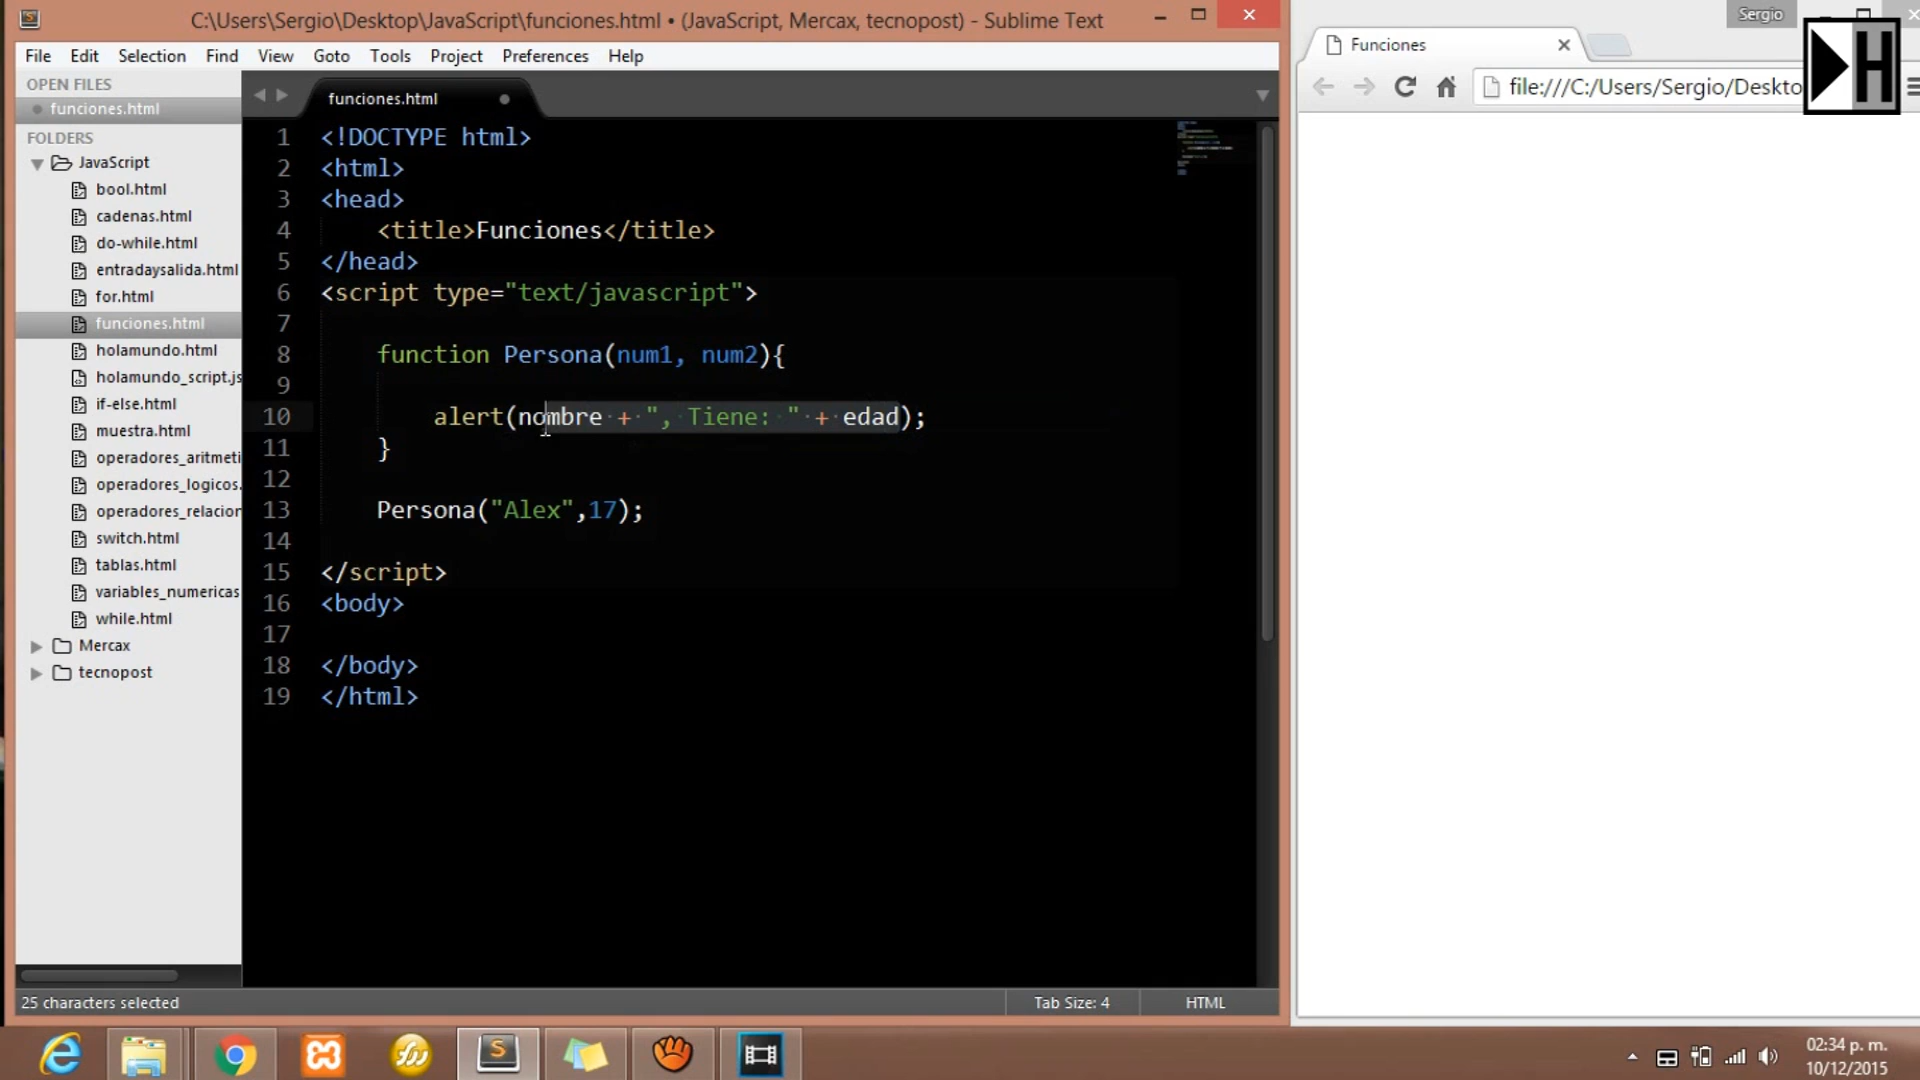 C:\Users\Sergio\Desktop\JavaScript\funciones.html • (JavaScript, Mercax, tecnopost) - Sublime Text
File Edit Selection Find View Goto Tools Project Preferences Help
OPEN FILES
funciones.html
FOLDERS
JavaScript
bool.html
cadenas.html
do-while.html
entradaysalida.html
for.html
funciones.html
holamundo.html
holamundo_script.js
if-else.html
muestra.html
operadores_aritmeti
operadores_logicos.
operadores_relacion
switch.html
tablas.html
variables_numericas
while.html
Mercax
tecnopost
funciones.html
1 <!DOCTYPE html>
2 <html>
3 <head>
4 <title>Funciones</title>
5 </head>
6 <script type="text/javascript">
7
8 function Persona(num1, num2){
9
10 alert(nombre + ", Tiene: " + edad);
11 }
12
13 Persona("Alex",17);
14
15 </script>
16 <body>
17
18 </body>
19 </html>
25 characters selected
Tab Size: 4
HTML
Sergio
Funciones
file:///C:/Users/Sergio/Deskto
H
02:34 p. m.
10/12/2015